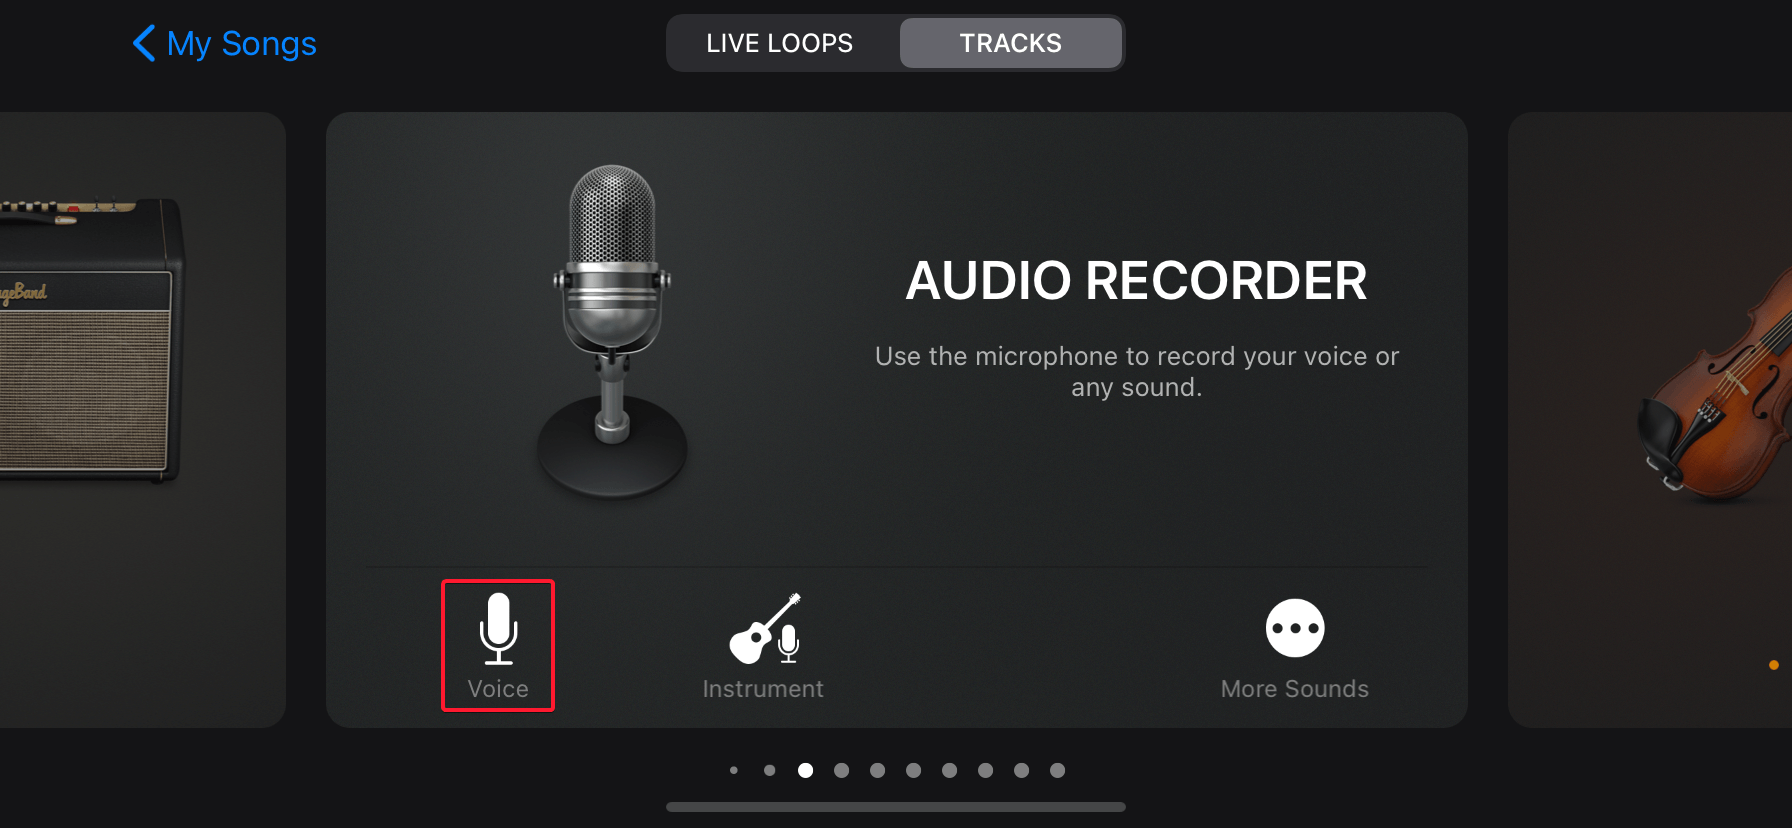 My Songs
LIVE LOOPS
TRACKS
AUDIO RECORDER
Use the microphone to record your voice or
any sound.
Voice
Instrument
More Sounds